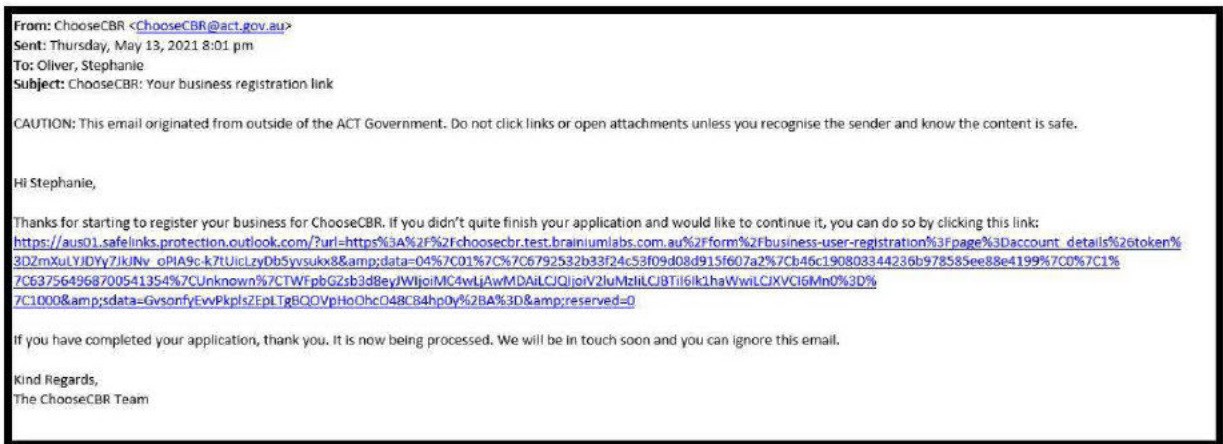 From: ChooseCBR <ChooseCBR@act.gov.au>
Sent: Thursday, May 13, 2021 8:01 pm
To: Oliver, Stephanie
Subject: ChooseCBR: Your business registration link
CAUTION: This email originated from outside of the ACT Government. Do not click links or open attachments unless you recognise the sender and know the content is safe.
Hi Stephanie,
Thanks for starting to register your business for ChooseCBR. If you didn't quite finish your application and would like to continue it, you can do so by clicking this link:
https://aus01.safelinks.protection.outlook.com/?url=https%3A%2F%2Fchoosecbr.test.brainiumlabs.com.au%2Fform%2Fbusiness-user-registration%3Fpage%3Daccount_details%26token%
If you have completed your application, thank you. It is now being processed. We will be in touch soon and you can ignore this email.
Kind Regards,
The ChooseCBR Team